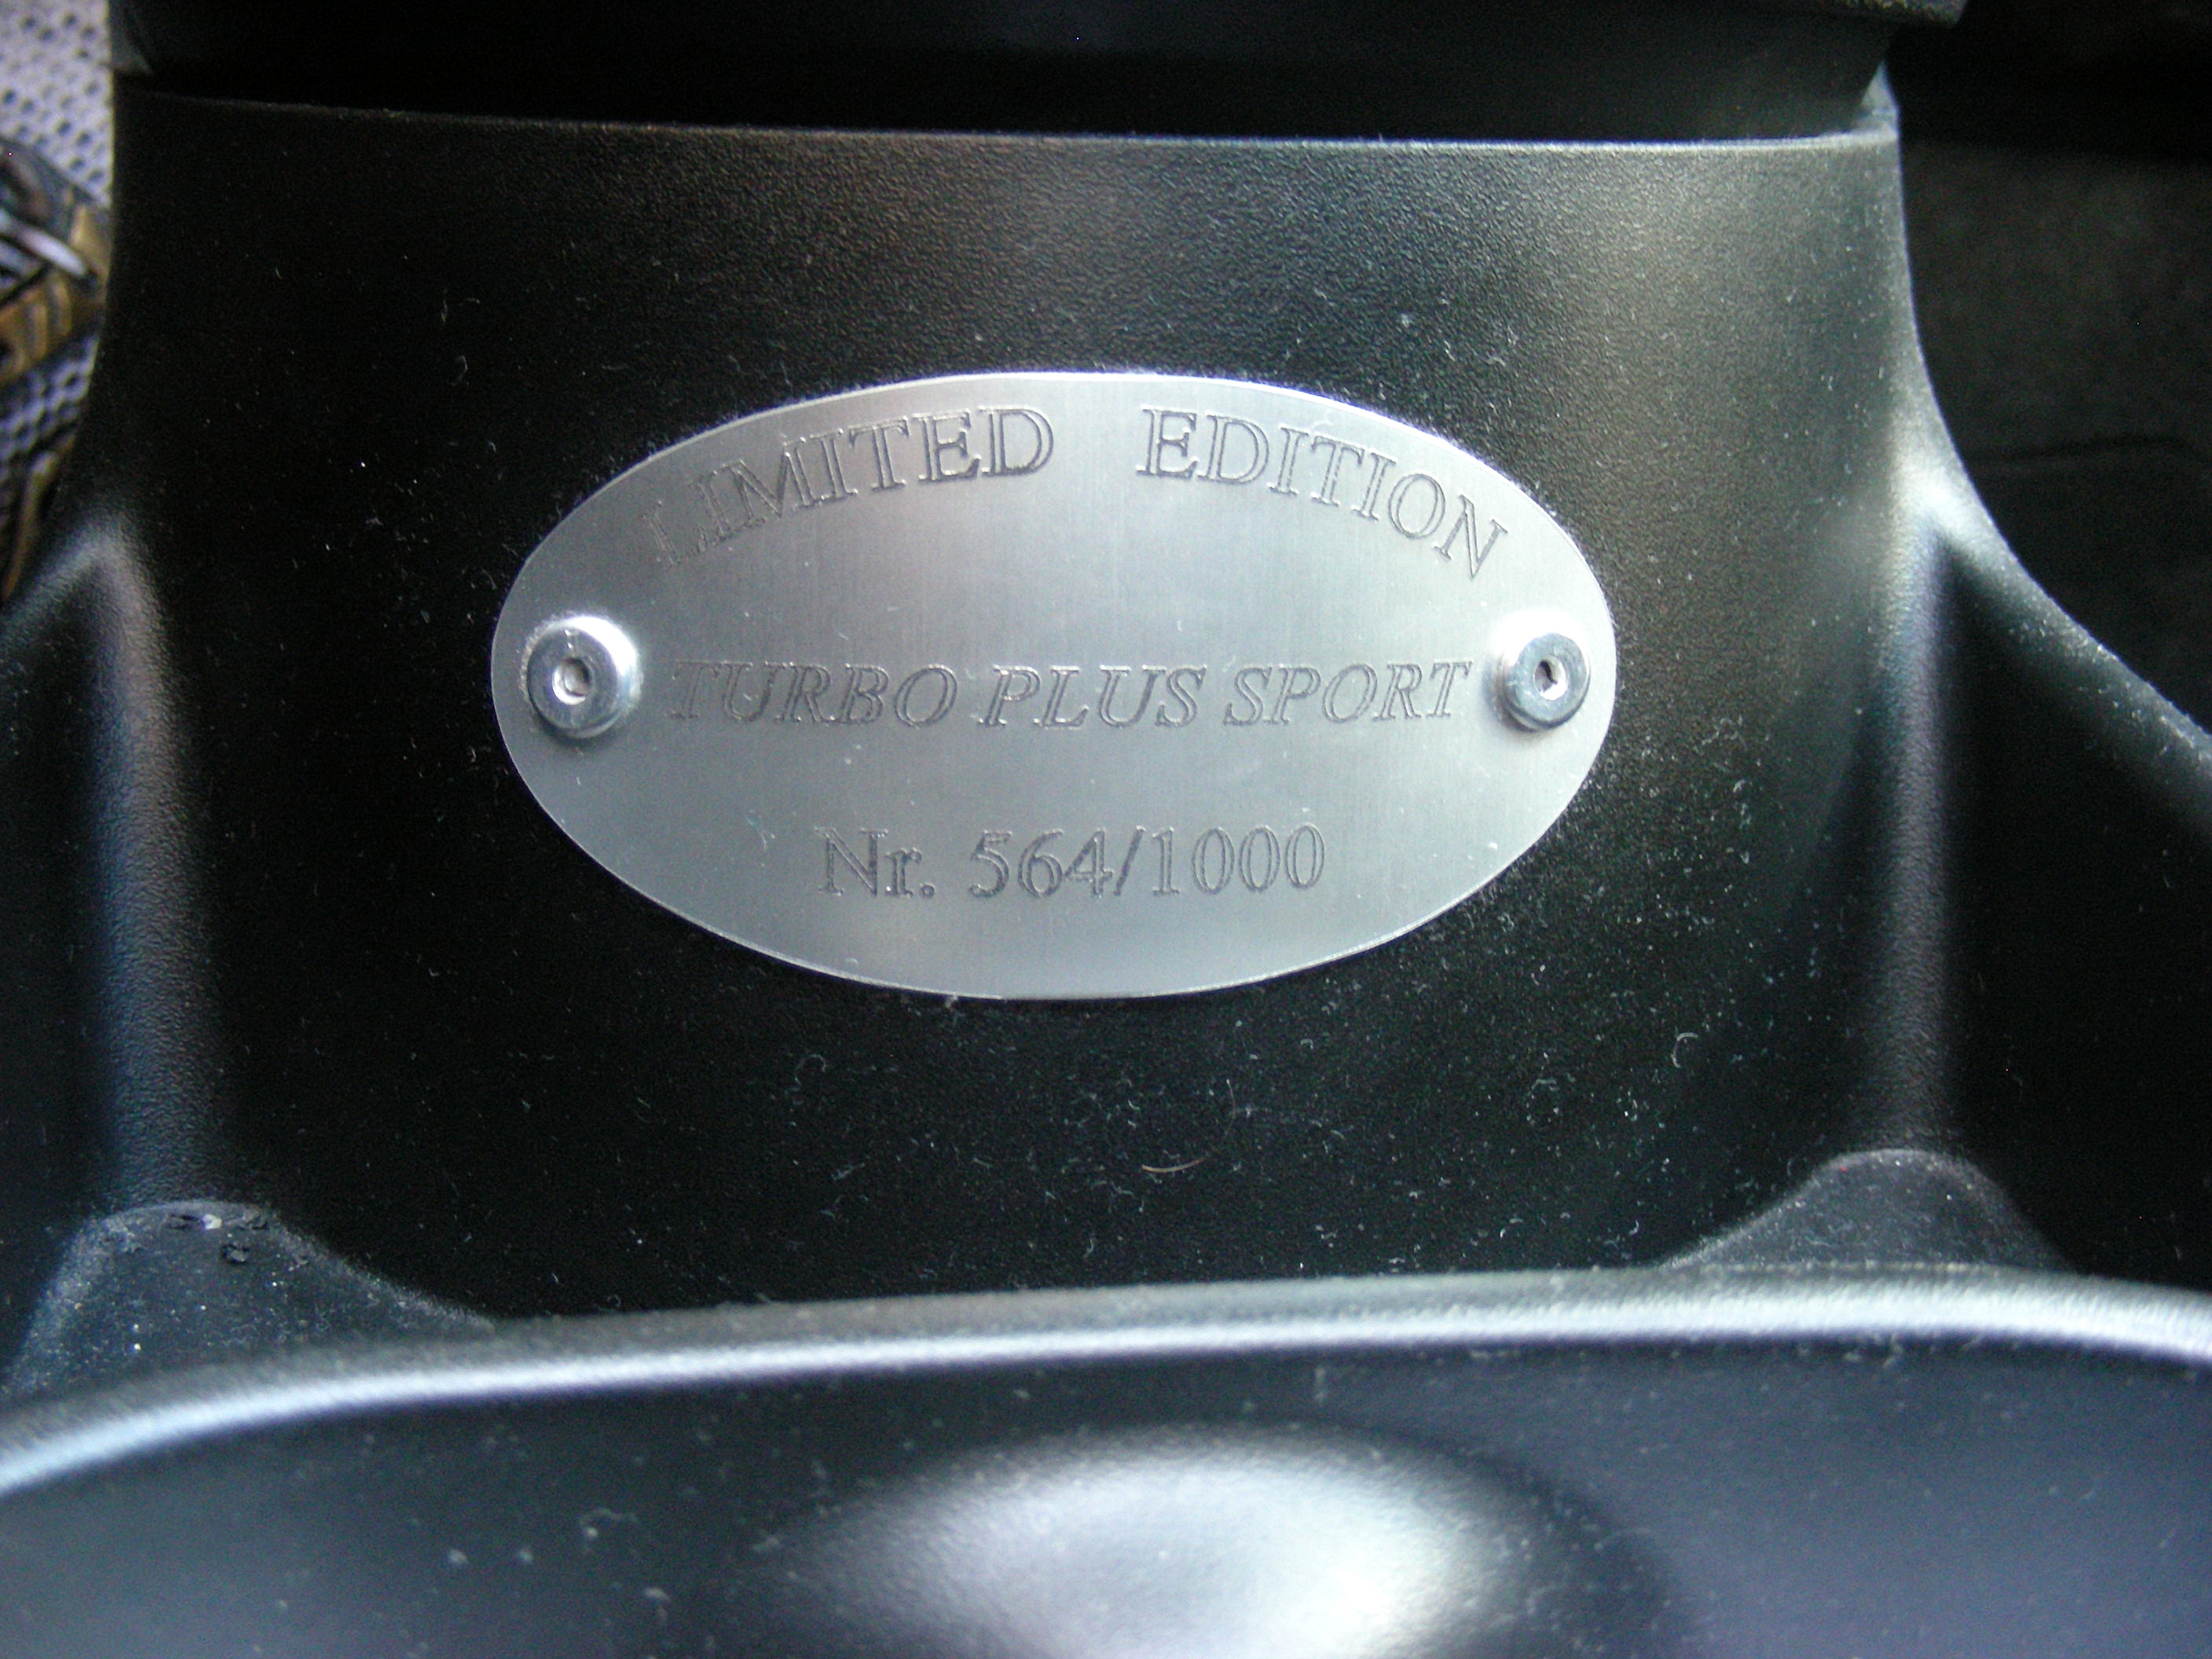 LIMITED EDITION
TURBO PLUS SPORT
Nr. 564/1000